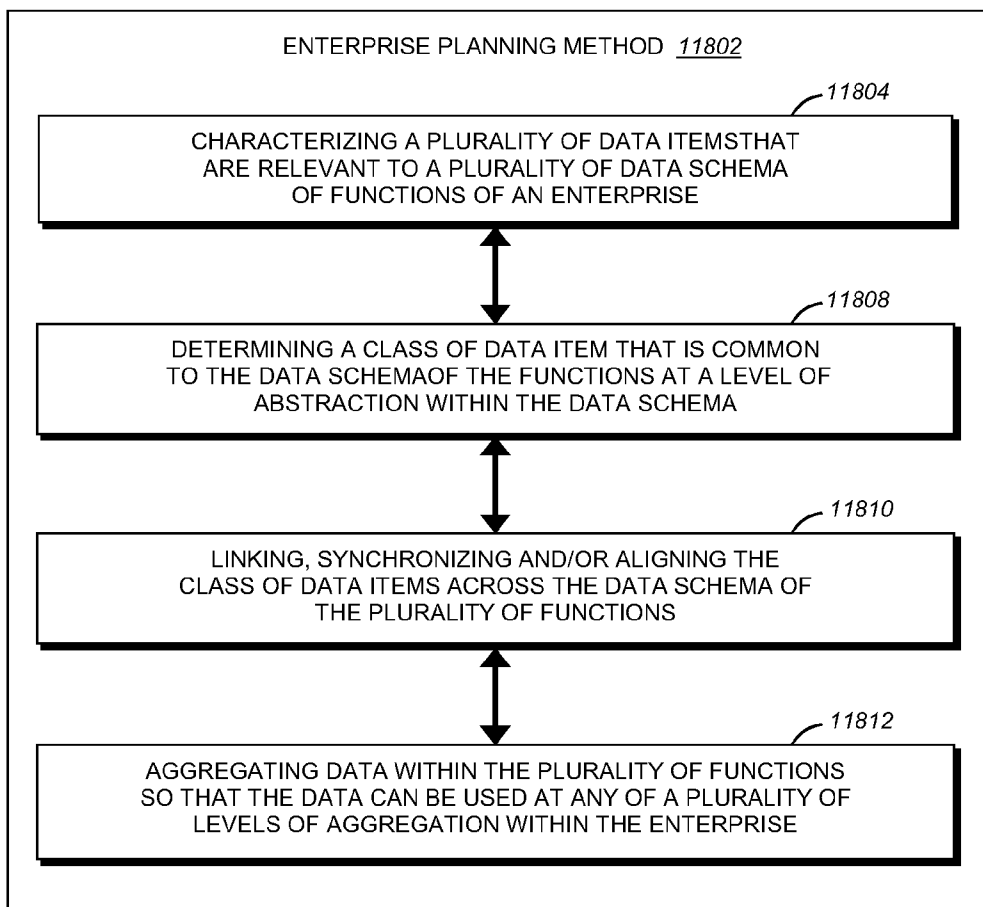 ENTERPRISE PLANNING METHOD 11802
11804
CHARACTERIZING A PLURALITY OF DATA ITEMSTHAT
ARE RELEVANT TO A PLURALITY OF DATA SCHEMA
OF FUNCTIONS OF AN ENTERPRISE
11808
DETERMINING A CLASS OF DATA ITEM THAT IS COMMON
TO THE DATA SCHEMAOF THE FUNCTIONS AT A LEVEL OF
ABSTRACTION WITHIN THE DATA SCHEMA
11810
LINKING, SYNCHRONIZING AND/OR ALIGNING THE
CLASS OF DATA ITEMS ACROSS THE DATA SCHEMA OF
THE PLURALITY OF FUNCTIONS
11812
AGGREGATING DATA WITHIN THE PLURALITY OF FUNCTIONS
SO THAT THE DATA CAN BE USED AT ANY OF A PLURALITY OF
LEVELS OF AGGREGATION WITHIN THE ENTERPRISE